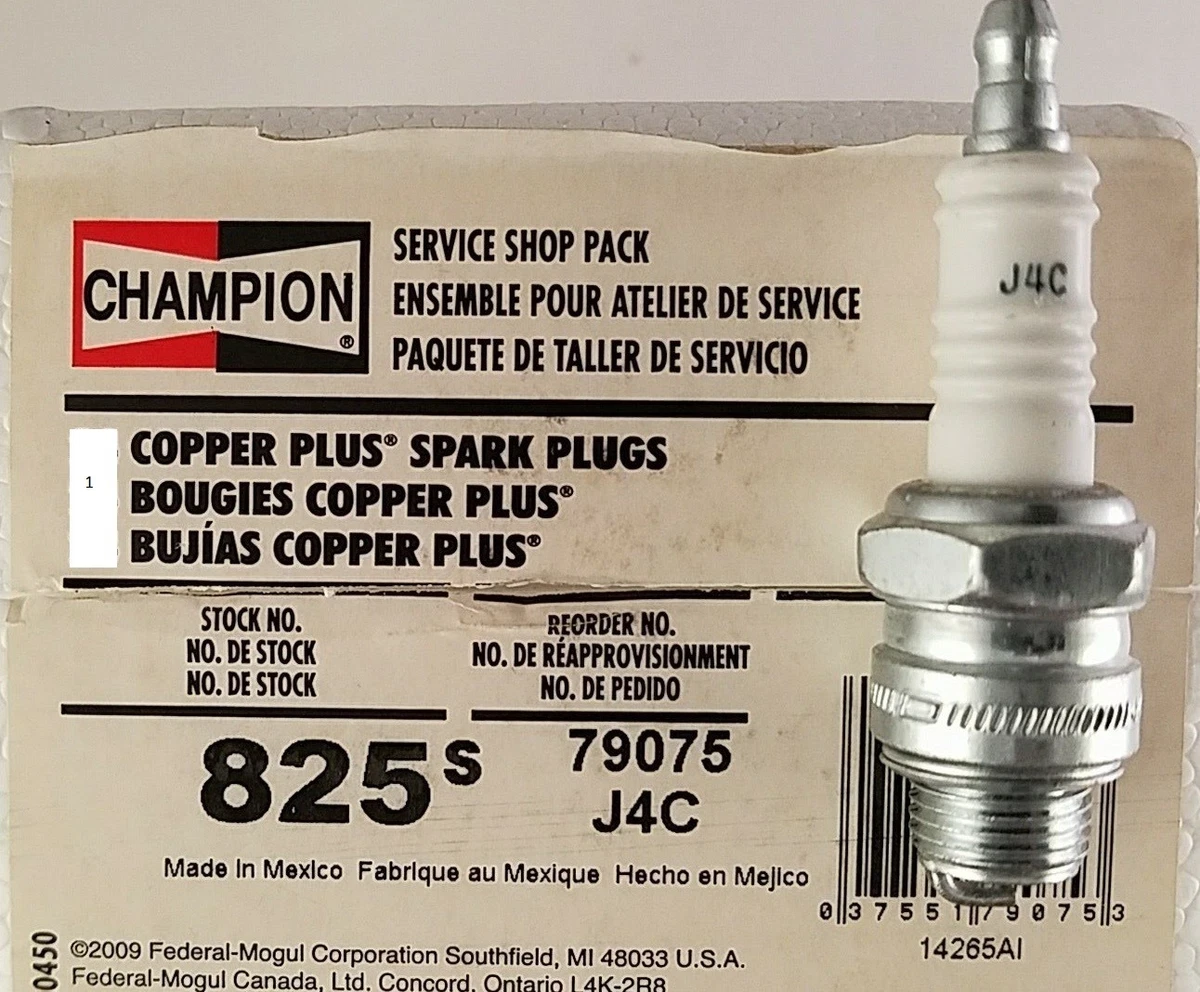 CHAMPION®
SERVICE SHOP PACK
ENSEMBLE POUR ATELIER DE SERVICE
PAQUETE DE TALLER DE SERVICIO
J4C
1
COPPER PLUS® SPARK PLUGS
BOUGIES COPPER PLUS®
BUJÍAS COPPER PLUS®
STOCK NO.
NO. DE STOCK
NO. DE STOCK
REORDER NO.
NO. DE RÉAPPROVISIONMENT
NO. DE PEDIDO
825S
79075
J4C
Made In Mexico Fabrique au Mexique Hecho en Mejico
0 37551 79075 3
14265AI
0450
©2009 Federal-Mogul Corporation Southfield, MI 48033 U.S.A.
Federal-Mogul Canada, Ltd. Concord, Ontario L4K-2R8